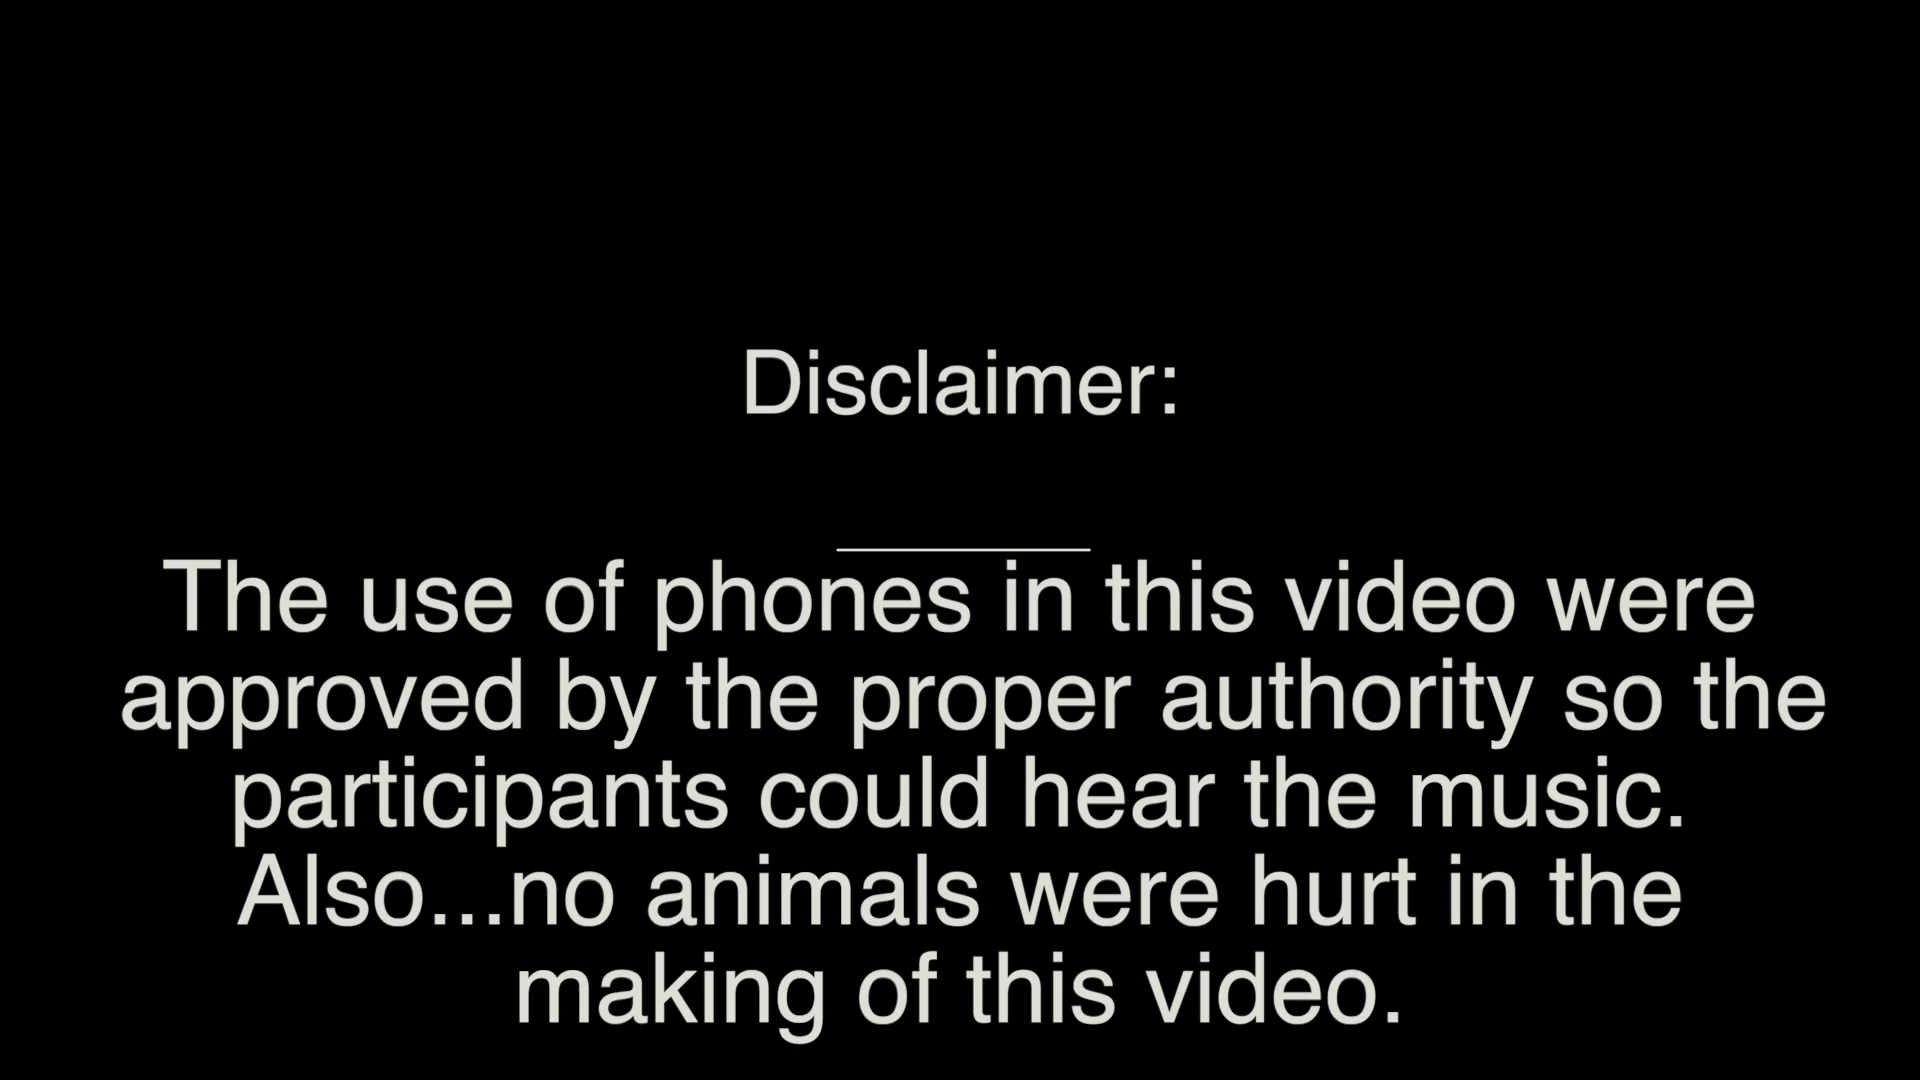 Disclaimer:
The use of phones in this video were
approved by the proper authority so the
participants could hear the music.
Also...no animals were hurt in the
making of this video.